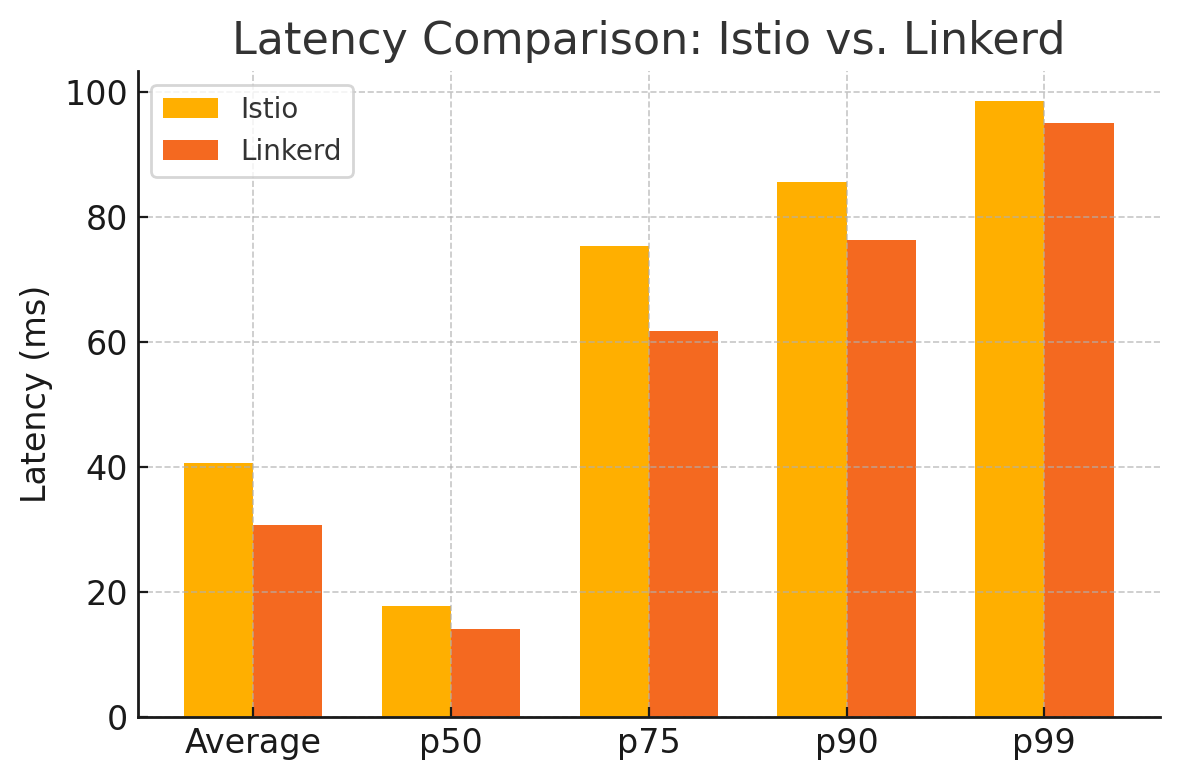 Latency Comparison: Istio vs. Linkerd
Istio
Linkerd
Latency (ms)
100
80
60
40
20
0
Average
p50
p75
p90
p99